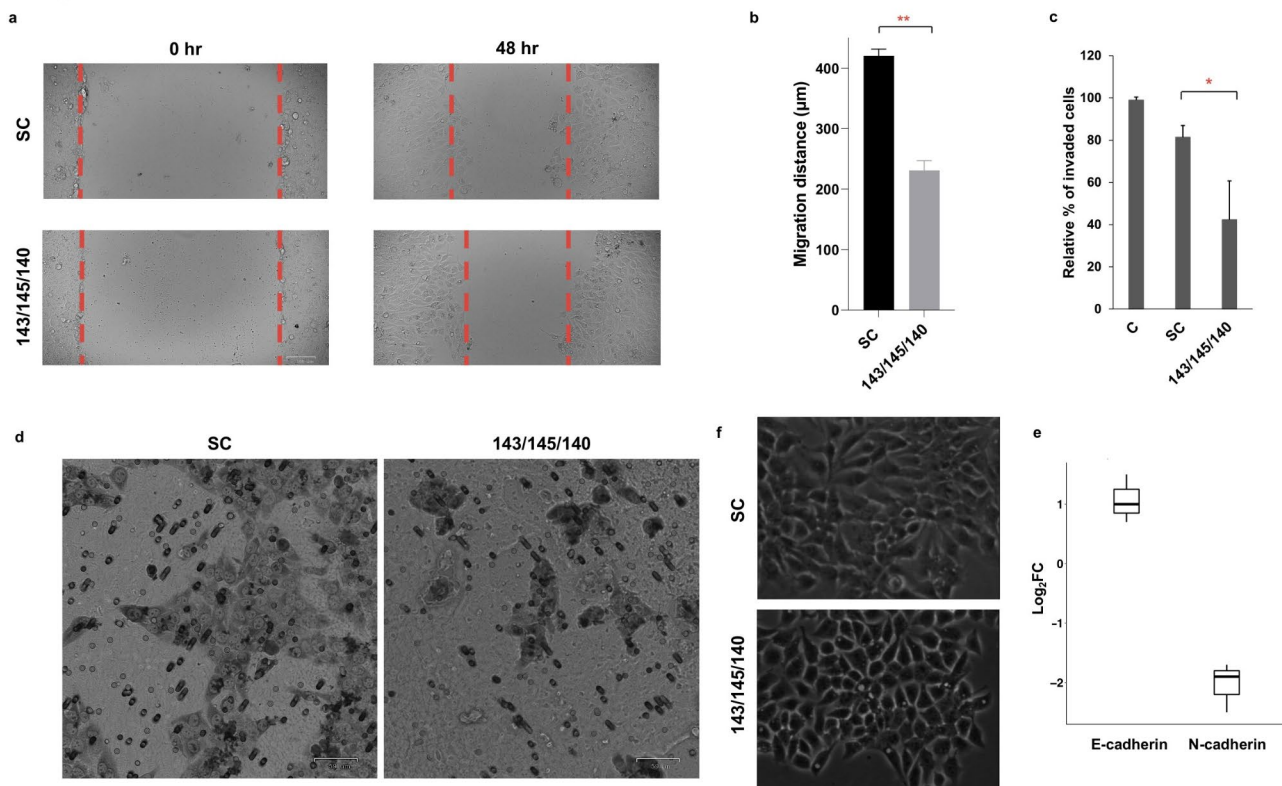 a
0 hr
48 hr
SC
143/145/140
b
**
Migration distance (µm)
400
300
200
100
0
SC
143/145/140
c
*
Relative % of invaded cells
120
100
80
60
40
20
0
C
SC
143/145/140
d
SC
143/145/140
f
SC
143/145/140
e
Log₂FC
1
0
−1
−2
E-cadherin
N-cadherin